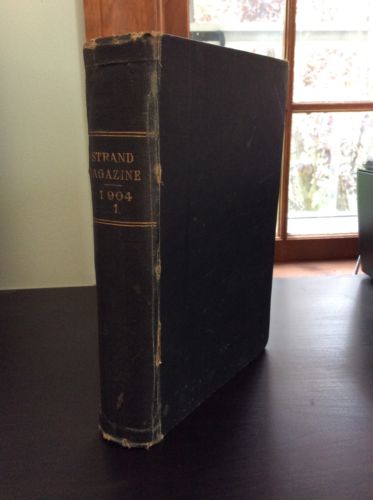 STRAND
MAGAZINE
1904
1